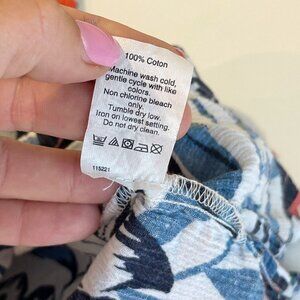 100% Coton
Machine wash cold,
gentle cycle with like
colors.
Non chlorine bleach
only.
Tumble dry low.
Iron on lowest setting.
Do not dry clean.
115221